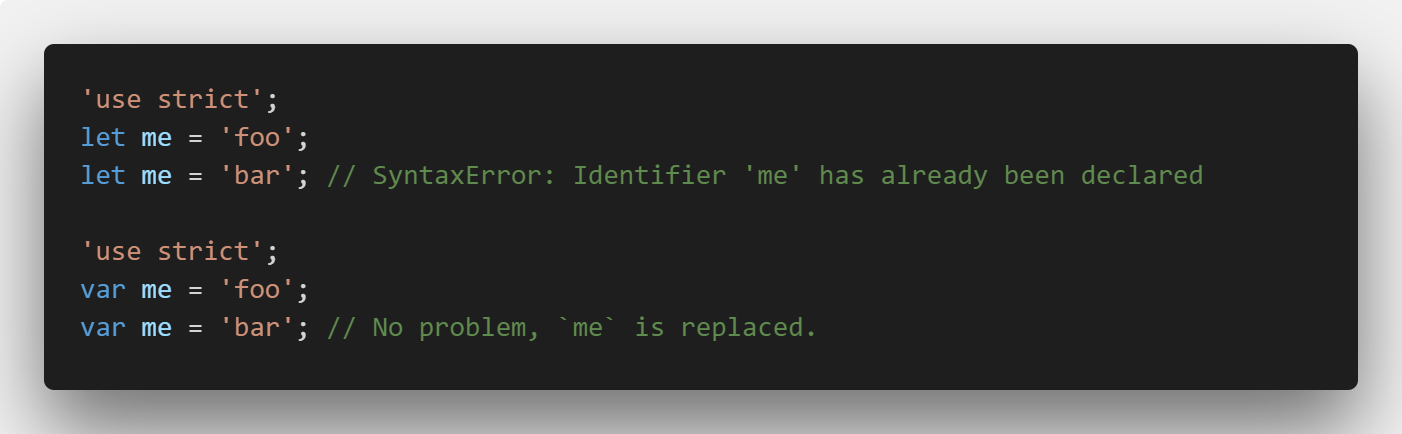 'use strict';
let me = 'foo';
let me = 'bar'; // SyntaxError: Identifier 'me' has already been declared
'use strict';
var me = 'foo';
var me = 'bar'; // No problem, `me` is replaced.